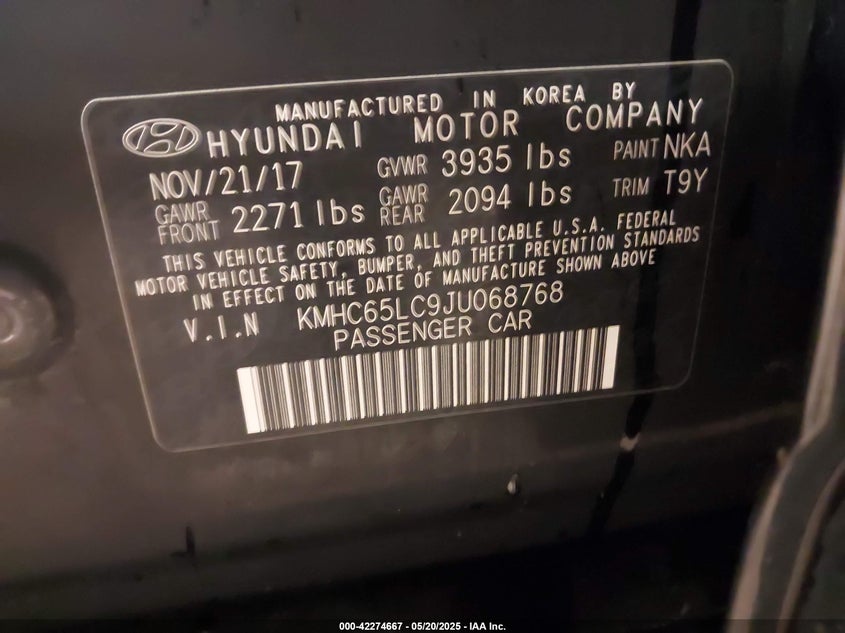 MANUFACTURED IN KOREA BY
HYUNDAI MOTOR COMPANY
NOV/21/17 GVWR 3935 lbs PAINT NKA
GAWR FRONT 2271 lbs GAWR REAR 2094 lbs TRIM T9Y
THIS VEHICLE CONFORMS TO ALL APPLICABLE U.S.A. FEDERAL
MOTOR VEHICLE SAFETY, BUMPER, AND THEFT PREVENTION STANDARDS
IN EFFECT ON THE DATE OF MANUFACTURE SHOWN ABOVE
V.I.N KMHC65LC9JU068768
PASSENGER CAR
000-42274667 - 05/20/2025 - IAA Inc.